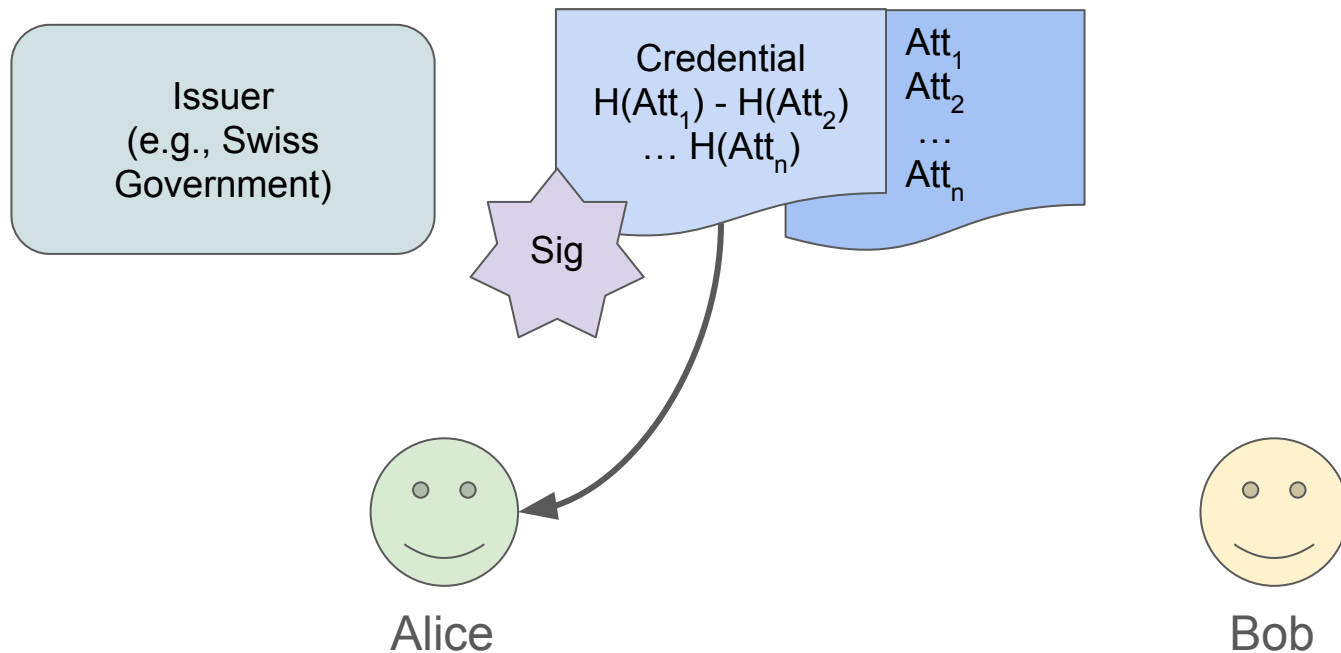 Issuer
(e.g., Swiss
Government)
Credential
H(Att₁) - H(Att₂)
… H(Attₙ)
Att₁
Att₂
…
Attₙ
Sig
Alice
Bob